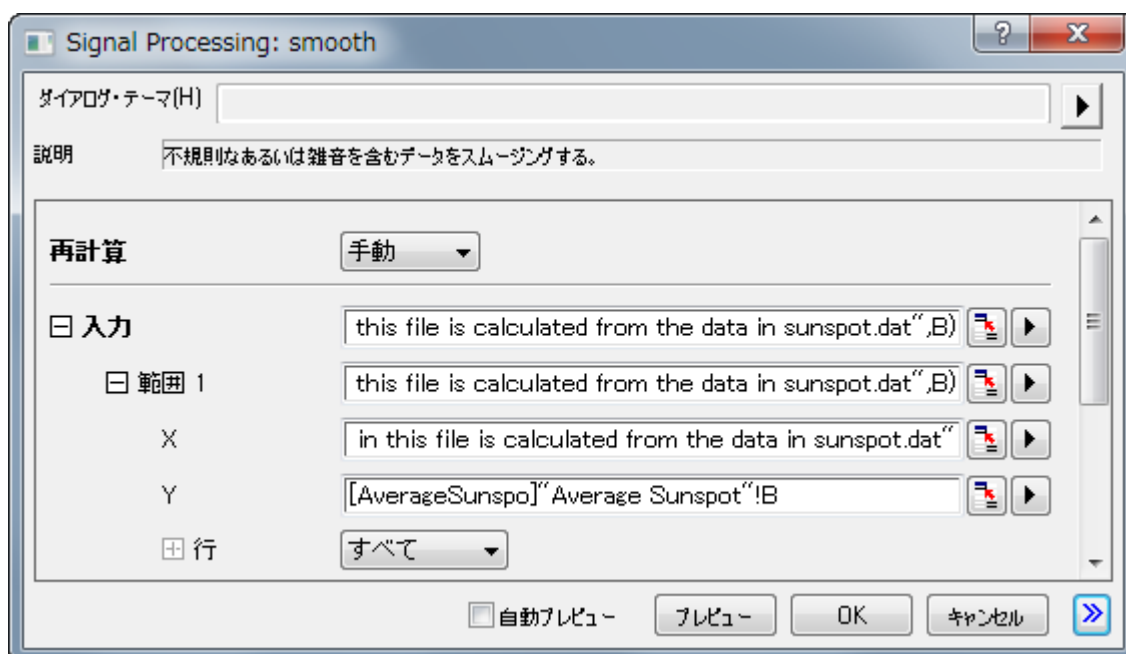 Signal Processing: smooth
ダイアログ・テーマ(H)
説明 不規則なあるいは雑音を含むデータをスムージングする。
再計算 手動
入力 this file is calculated from the data in sunspot.dat",B)
範囲 1 this file is calculated from the data in sunspot.dat",B)
X in this file is calculated from the data in sunspot.dat"
Y [AverageSunspo]"Average Sunspot"!B
行 すべて
自動プレビュー プレビュー OK キャンセル